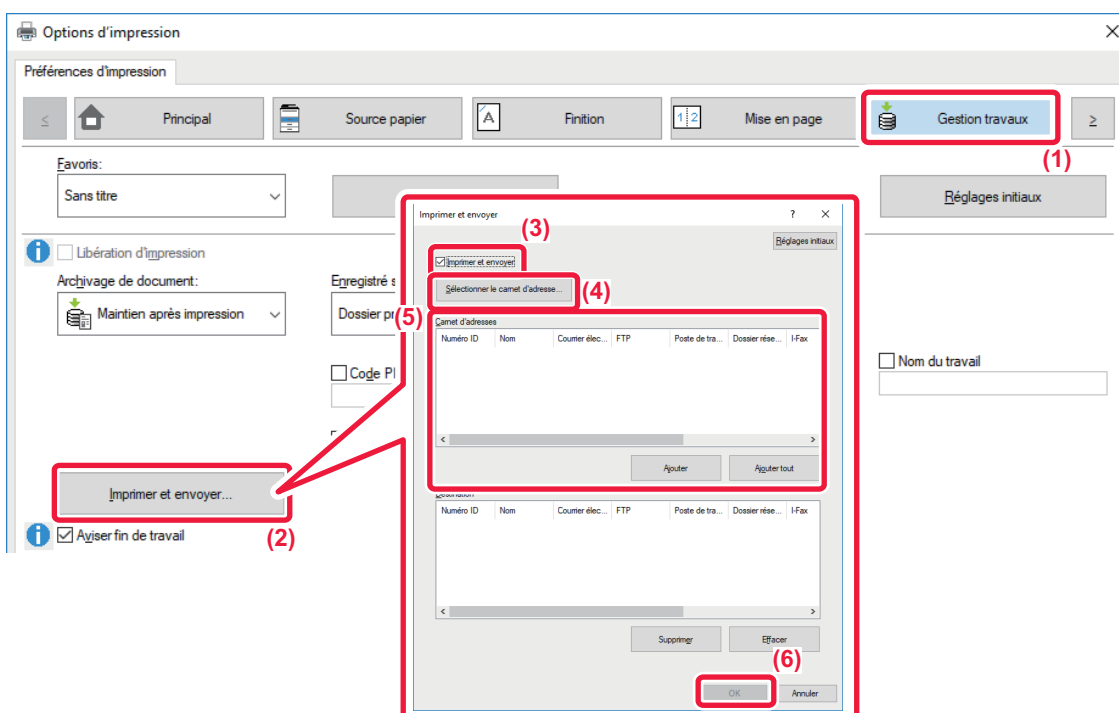 Options d'impression
Préférences d'impression
Principal
Source papier
Finition
Mise en page
Gestion travaux
(1)
Favoris:
Sans titre
Réglages initiaux
Libération d'impression
Archivage de document:
Maintien après impression
Enregistré s
Dossier pr
Code PI
Nom du travail
Imprimer et envoyer...
(2)
Aviser fin de travail
Imprimer et envoyer
? X
(3)
Réglages initiaux
Imprimer et envoyer
Sélectionner le carnet d'adresse...
(4)
(5)
Carnet d'adresses
Numéro ID Nom Courrier élec... FTP Poste de tra... Dossier rése... I-Fax
Ajouter Ajouter tout
Destination
Numéro ID Nom Courrier élec... FTP Poste de tra... Dossier rése... I-Fax
Supprimer Effacer
(6)
OK Annuler